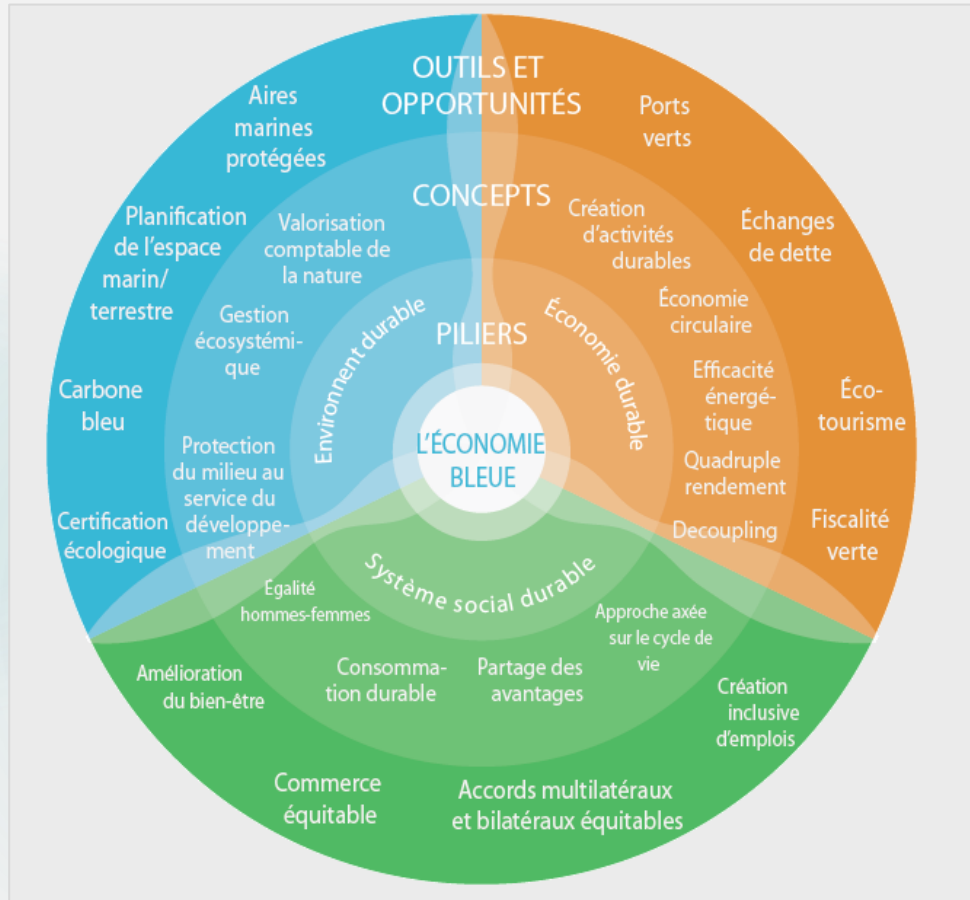 OUTILS ET
OPPORTUNITÉS
Aires
marines
protégées
Planification
de l'espace
marin/
terrestre
Carbone
bleu
Certification
écologique
Ports
verts
Échanges
de dette
Éco-
tourisme
Fiscalité
verte
CONCEPTS
Valorisation
comptable de
la nature
Gestion
écosystémi-
que
Protection
du milieu au
service du
développe-
ment
Création
d'activités
durables
Économie
circulaire
Efficacité
énergé-
tique
Quadruple
rendement
Decoupling
PILIERS
Environnent durable
Économie durable
L'ÉCONOMIE
BLEUE
Système social durable
Egalité
hommes-femmes
Consomma-
tion durable
Partage des
avantages
Approche axée
sur le cycle de
vie
Amélioration
du bien-être
Commerce
équitable
Accords multilatéraux
et bilatéraux équitables
Création
inclusive
d'emplois